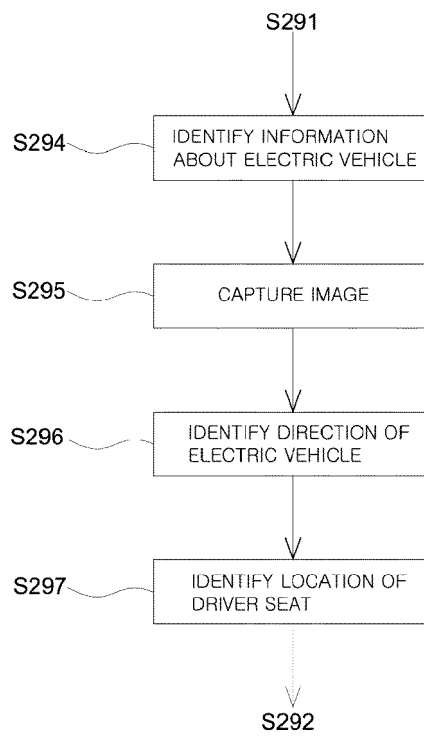 S291
S294
IDENTIFY INFORMATION
ABOUT ELECTRIC VEHICLE
S295
CAPTURE IMAGE
S296
IDENTIFY DIRECTION OF
ELECTRIC VEHICLE
S297
IDENTIFY LOCATION OF
DRIVER SEAT
S292